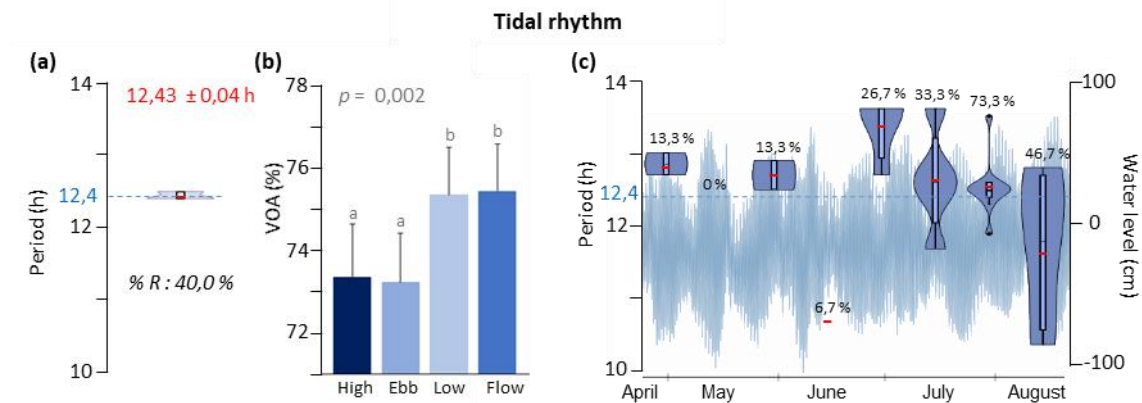 Tidal rhythm
(a)
Period (h)
14
12,4
12
10
12,43 ± 0,04 h
% R : 40,0 %
(b)
VOA (%)
78
76
74
72
p = 0,002
a
a
b
b
High Ebb Low Flow
(c)
Period (h)
14
12,4
12
10
13,3 %
0 %
13,3 %
6,7 %
26,7 %
33,3 %
73,3 %
46,7 %
100
0
-100
Water level (cm)
April May June July August